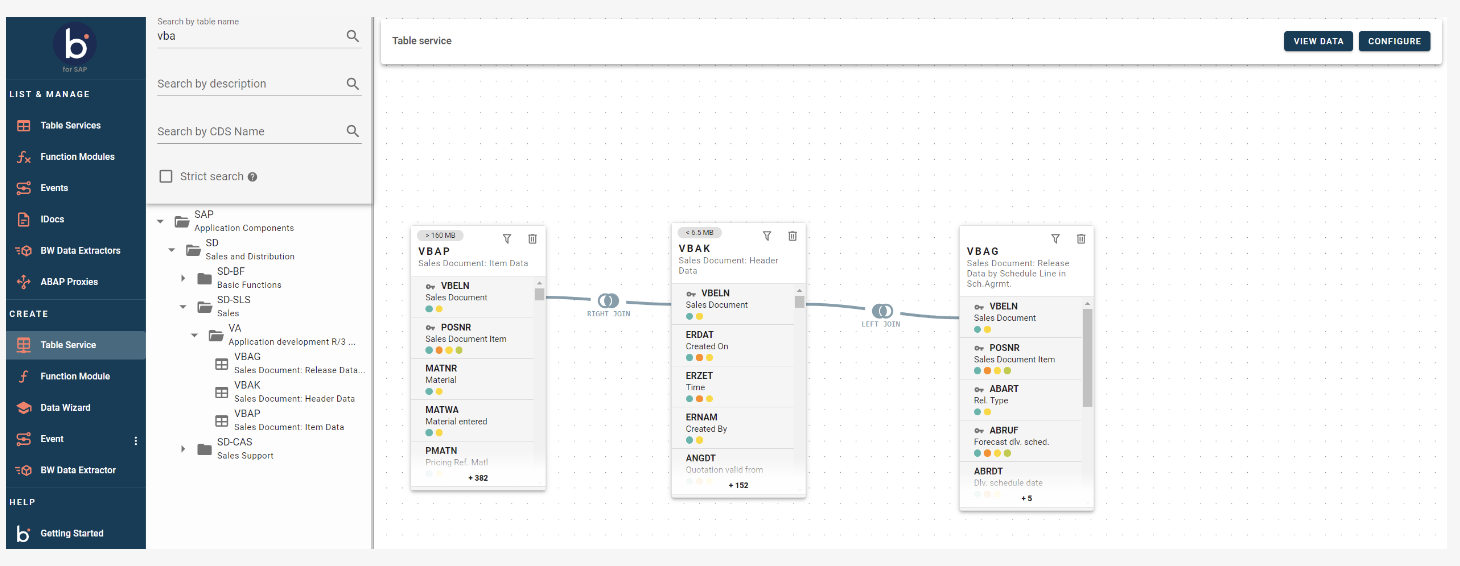 b
for SAP
LIST & MANAGE
Table Services
Function Modules
Events
IDocs
BW Data Extractors
ABAP Proxies
CREATE
Table Service
Function Module
Data Wizard
Event
BW Data Extractor
HELP
b
Getting Started
Search by table name
vba
Search by description
Search by CDS Name
Strict search ?
SAP
Application Components
SD
Sales and Distribution
SD-BF
Basic Functions
SD-SLS
Sales
VA
Application development R/3 ...
VBAG
Sales Document: Release Data...
VBAK
Sales Document: Header Data
VBAP
Sales Document: Item Data
SD-CAS
Sales Support
Table service
VIEW DATA
CONFIGURE
> 160 MB
VBAP
Sales Document: Item Data
VBELN
Sales Document
POSNR
Sales Document Item
MATNR
Material
MATWA
Material entered
PMATN
Pricing Ref. Matl
+ 382
RIGHT JOIN
< 6.5 MB
VBAK
Sales Document: Header
Data
VBELN
Sales Document
ERDAT
Created On
ERZET
Time
ERNAM
Created By
ANGDT
Quotation valid from
+ 152
LEFT JOIN
VBAG
Sales Document: Release
Data by Schedule Line in
Sch.Agrmt.
VBELN
Sales Document
POSNR
Sales Document Item
ABART
Rel. Type
ABRUF
Forecast dlv. sched.
ABRDT
Dlv. schedule date
+ 5